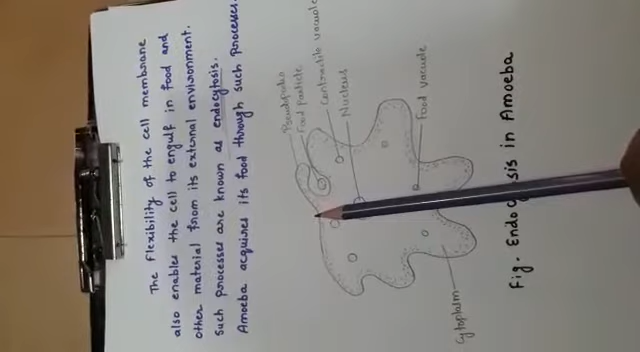 The flexibility of the cell membrane
also enables the cell to engulf in food and
other material from its external environment.
Such processes are known as endocytosis.
Amoeba acquires its food through such processes.
Pseudopodia
Food particle
Contractile vacuole
Nucleus
Food vacuole
Cytoplasm
Fig. in Amoeba